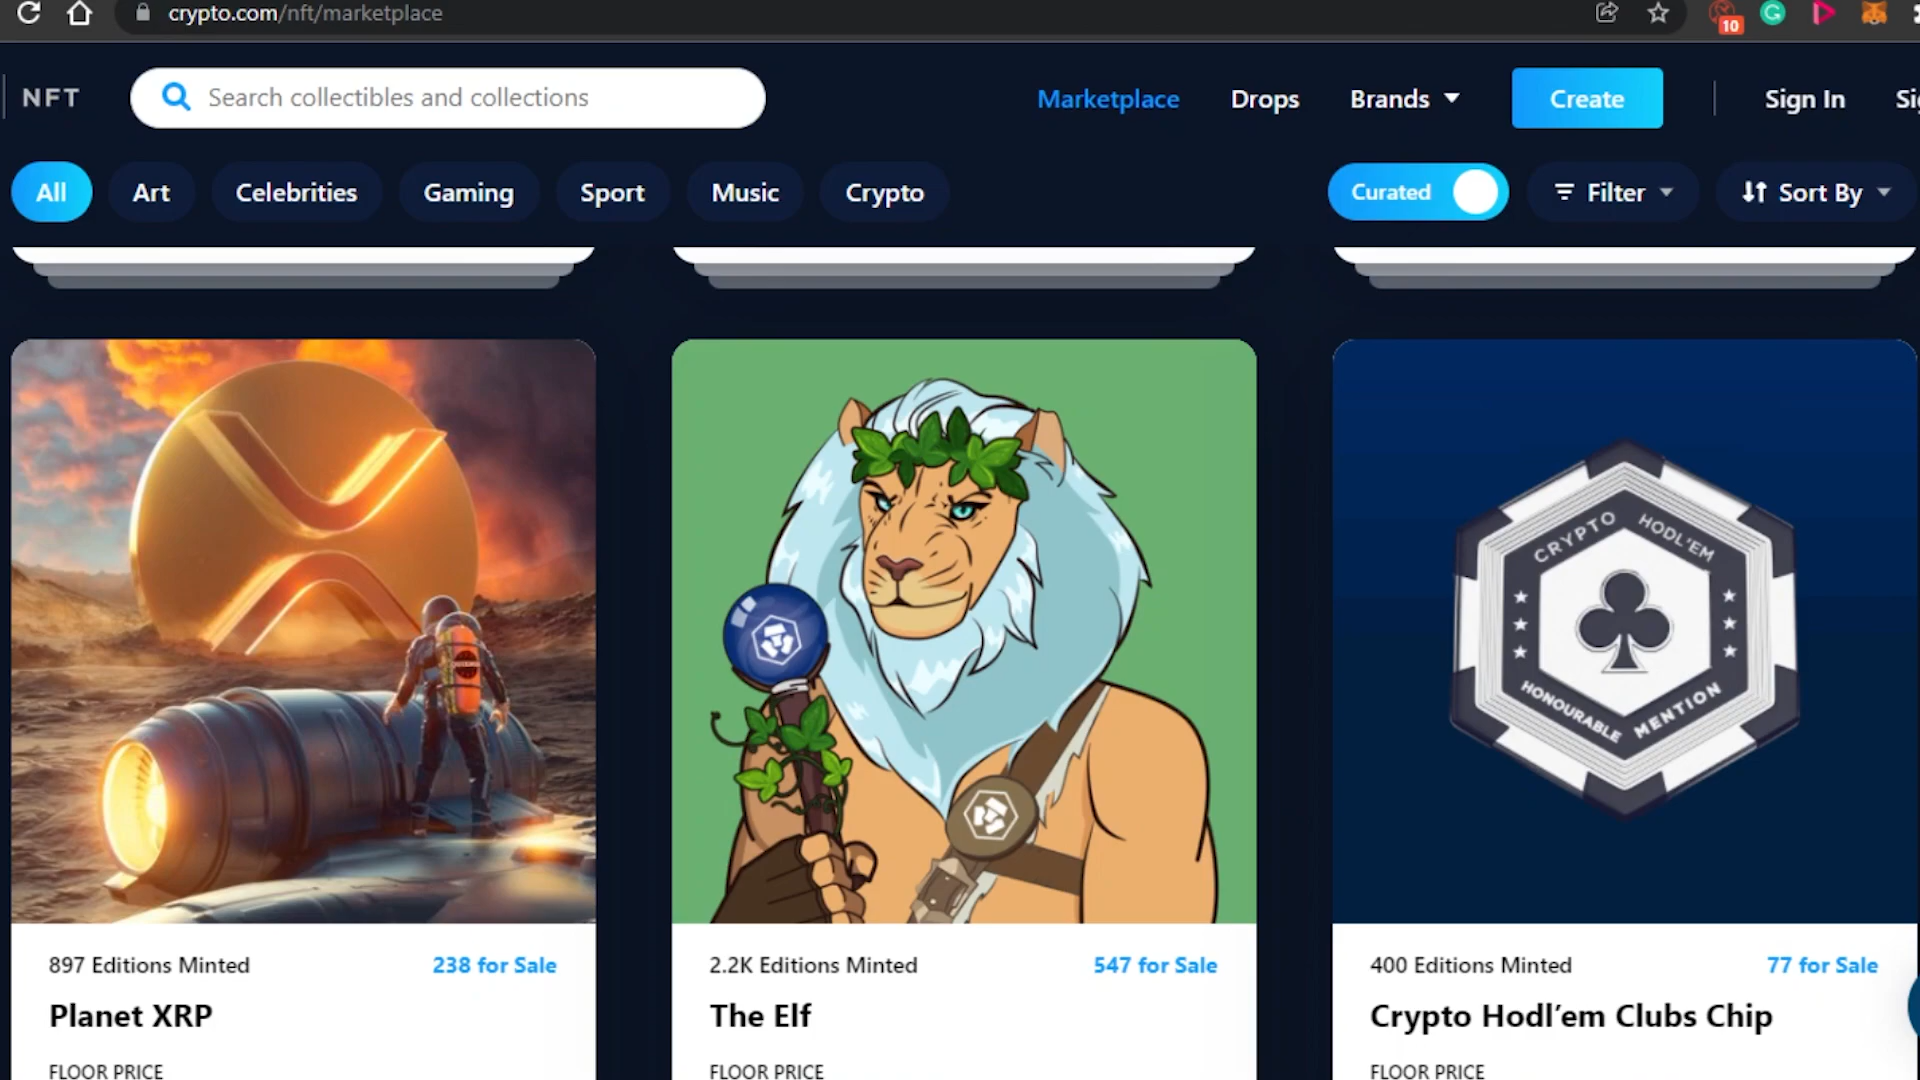 crypto.com/nft/marketplace
10
NFT
Search collectibles and collections
Marketplace
Drops
Brands
Create
Sign In
All
Art
Celebrities
Gaming
Sport
Music
Crypto
Curated
Filter
Sort By
CRYPTO HODL'EM
HONOURABLE MENTION
897 Editions Minted
238 for Sale
Planet XRP
FLOOR PRICE
2.2K Editions Minted
547 for Sale
The Elf
FLOOR PRICE
400 Editions Minted
77 for Sale
Crypto Hodl’em Clubs Chip
FLOOR PRICE